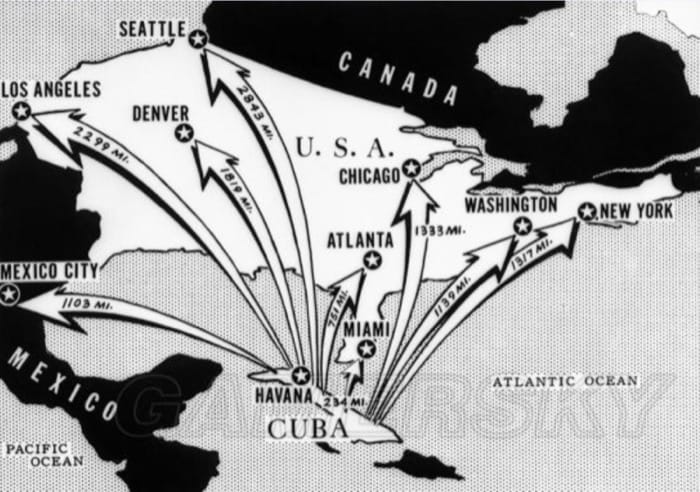 SEATTLE
CANADA
LOS ANGELES
2843 MI.
DENVER
2299 MI.
U. S. A.
CHICAGO
1819 MI.
WASHINGTON
NEW YORK
1333 MI.
ATLANTA
1317 MI.
MEXICO CITY
1139 MI.
1103 MI.
751 MI.
MIAMI
HAVANA
234 MI.
ATLANTIC OCEAN
MEXICO
CUBA
GAMERSKY
PACIFIC
OCEAN